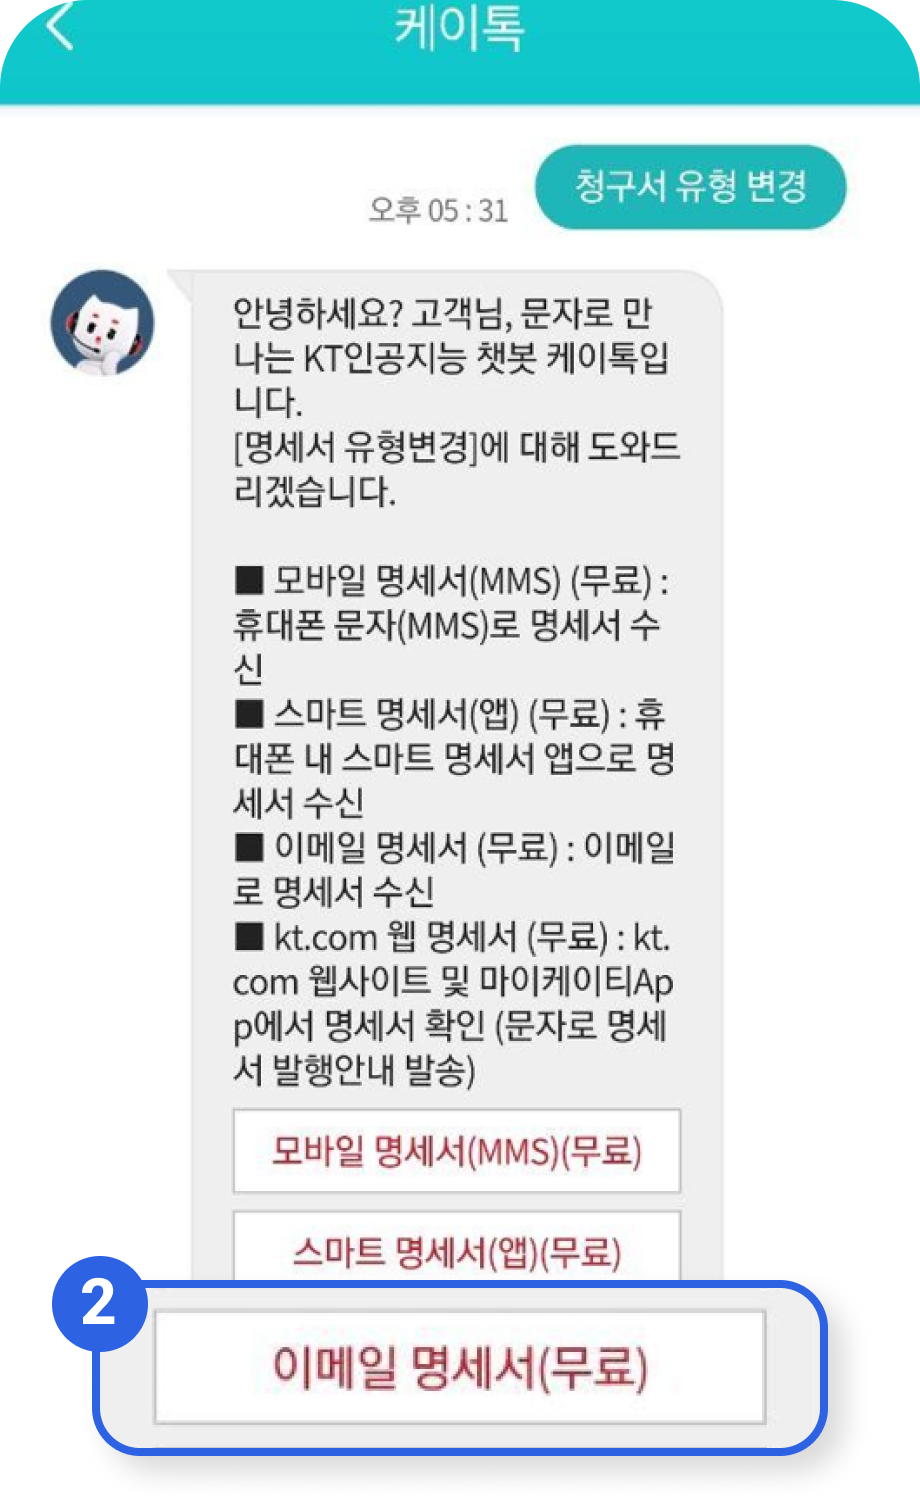 케이톡
청구서 유형 변경
오후 05 : 31
안녕하세요? 고객님, 문자로 만
나는 KT인공지능 챗봇 케이톡입
니다.
[명세서 유형변경]에 대해 도와드
리겠습니다.
■ 모바일 명세서(MMS) (무료) :
휴대폰 문자(MMS)로 명세서 수
신
■ 스마트 명세서(앱) (무료) : 휴
대폰 내 스마트 명세서 앱으로 명
세서 수신
■ 이메일 명세서 (무료) : 이메일
로 명세서 수신
■ kt.com 웹 명세서 (무료) : kt.
com 웹사이트 및 마이케이티Ap
p에서 명세서 확인 (문자로 명세
서 발행안내 발송)
모바일 명세서(MMS)(무료)
스마트 명세서(앱)(무료)
2
이메일 명세서(무료)